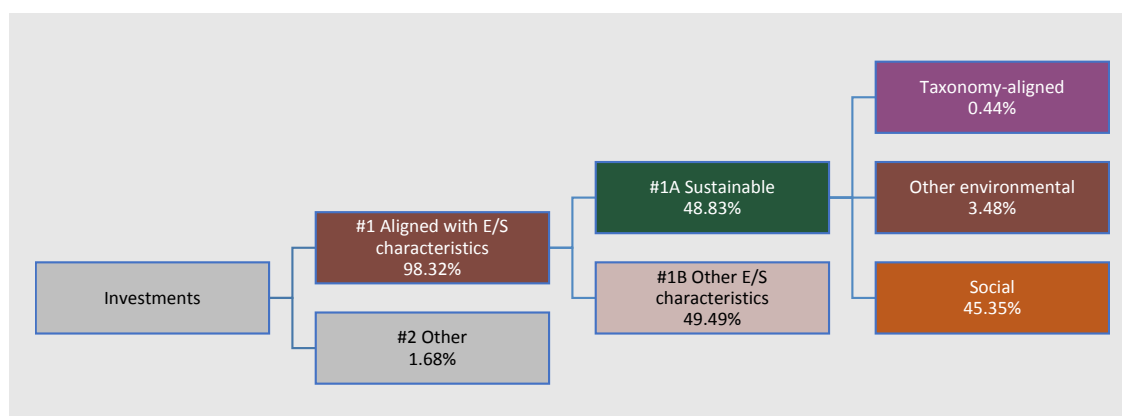 Investments
#1 Aligned with E/S
characteristics
98.32%
#2 Other
1.68%
#1A Sustainable
48.83%
#1B Other E/S
characteristics
49.49%
Taxonomy-aligned
0.44%
Other environmental
3.48%
Social
45.35%